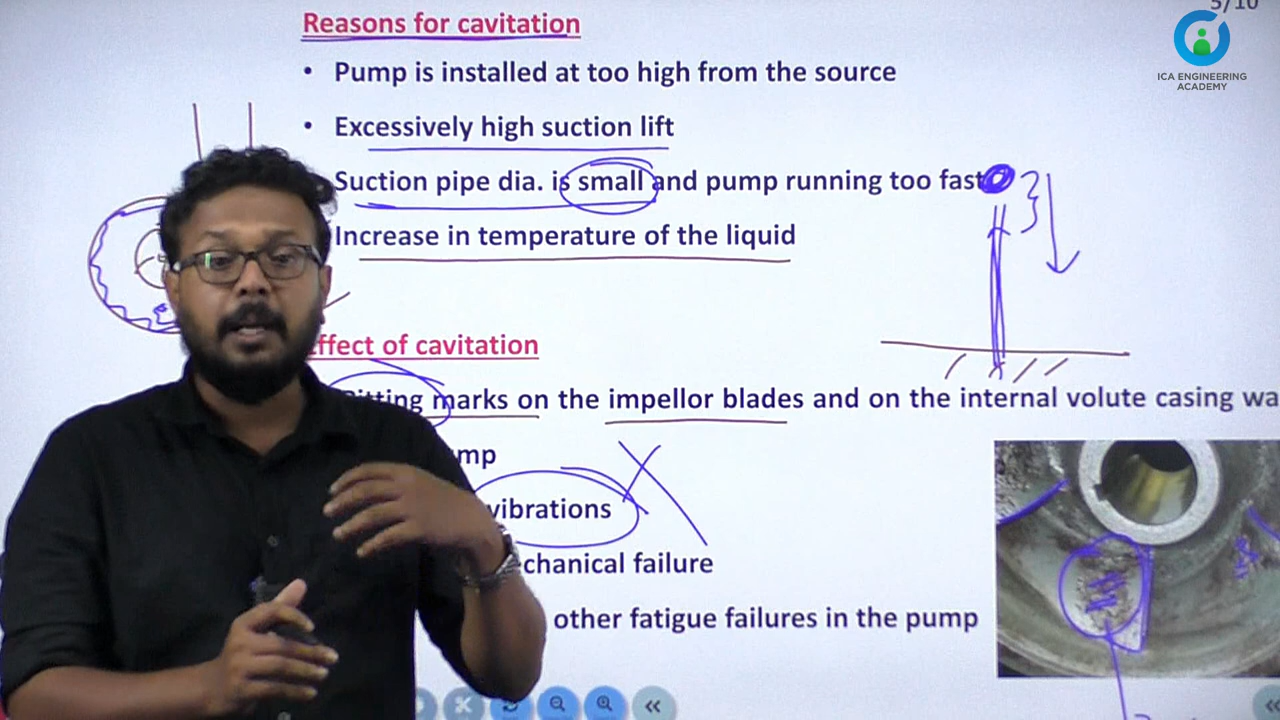 5/10
Reasons for cavitation
ICA ENGINEERING
ACADEMY
• Pump is installed at too high from the source
• Excessively high suction lift
Suction pipe dia. is small and pump running too fast
Increase in temperature of the liquid
Effect of cavitation
Pitting marks on the impellor blades and on the internal volute casing wa
mp
vibrations
chanical failure
other fatigue failures in the pump